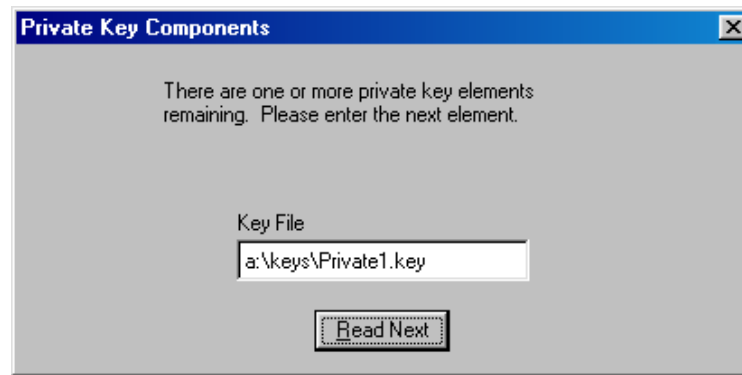 Private Key Components
There are one or more private key elements
remaining.  Please enter the next element.
Key File
a:\keys\Private1.key
Read Next